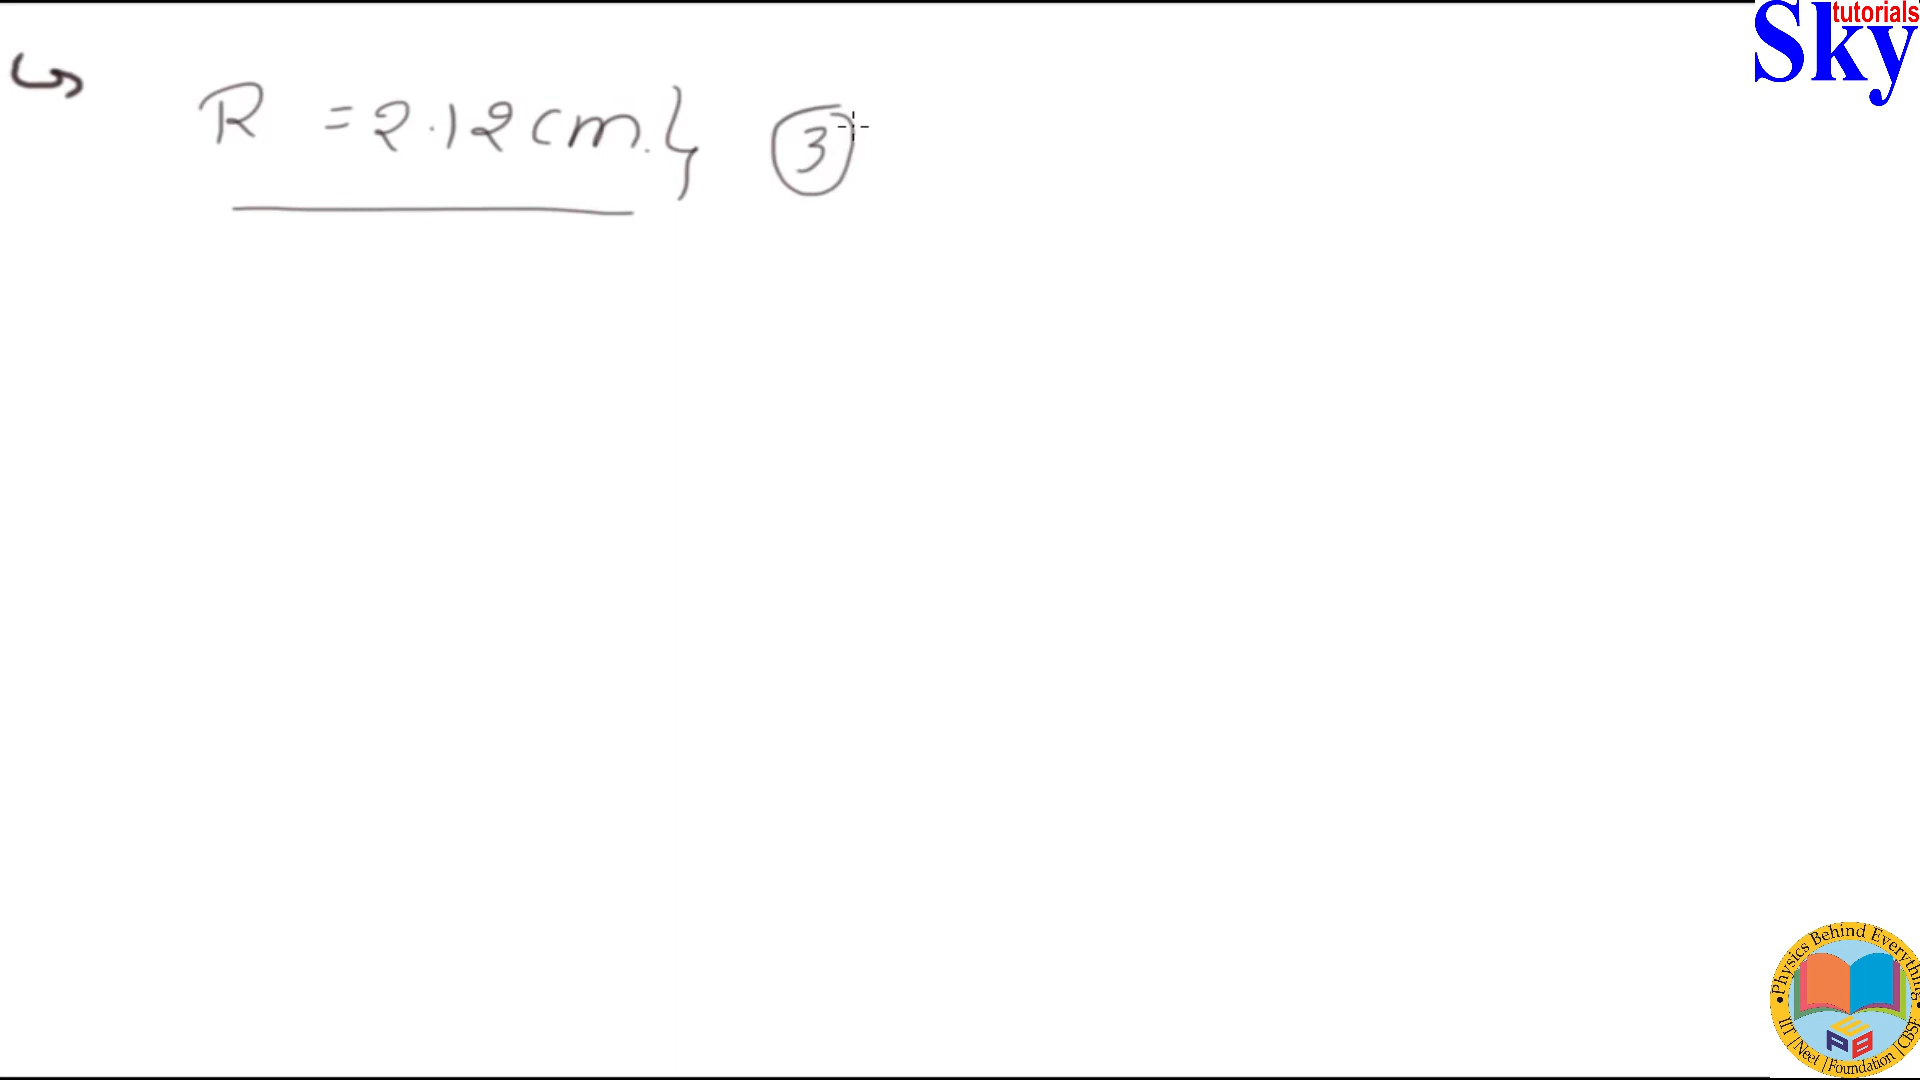 tutorials
Sky
R = 2.12 cm. } 3
• Physics Behind Everything •
IIT | Neet | Foundation | CBSE